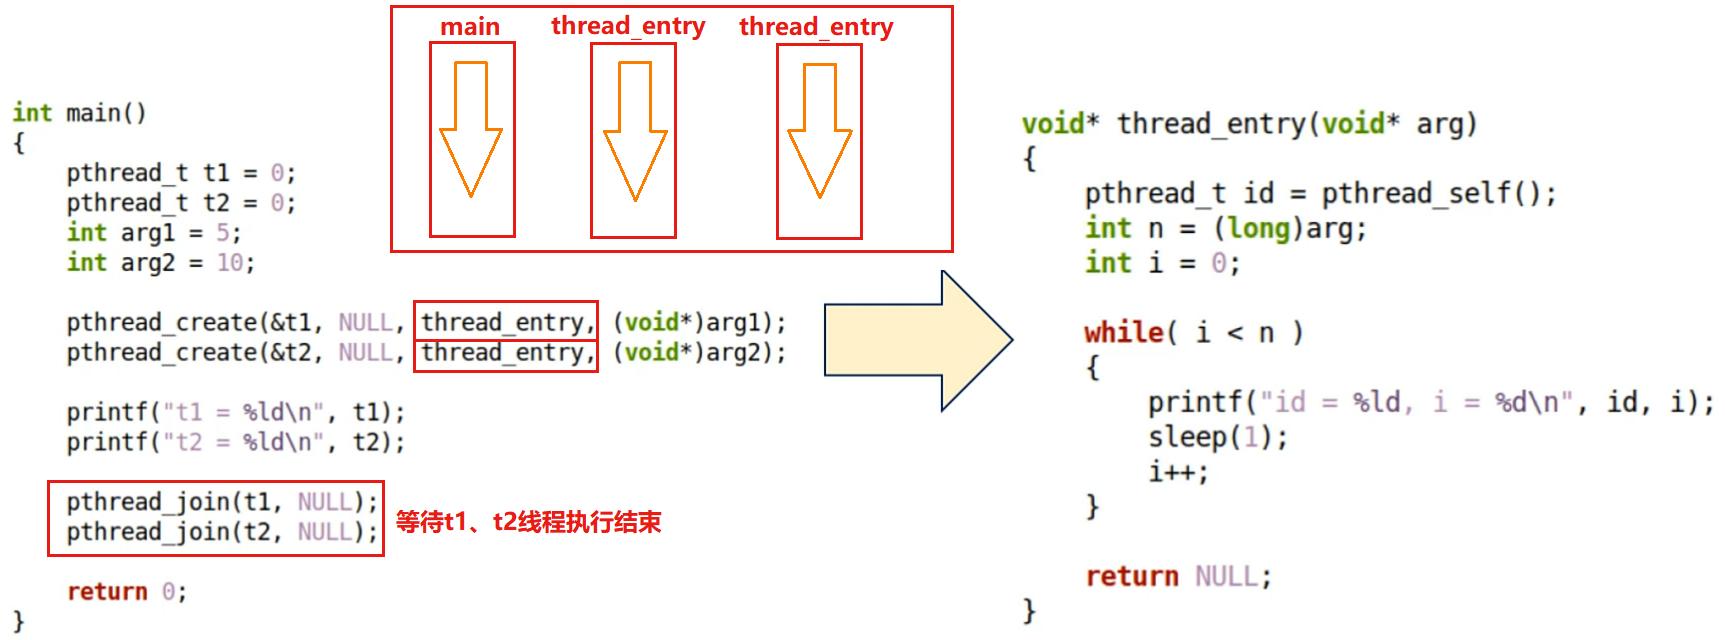 main thread_entry thread_entry
int main()
{
    pthread_t t1 = 0;
    pthread_t t2 = 0;
    int arg1 = 5;
    int arg2 = 10;

    pthread_create(&t1, NULL, thread_entry, (void*)arg1);
    pthread_create(&t2, NULL, thread_entry, (void*)arg2);

    printf("t1 = %ld\n", t1);
    printf("t2 = %ld\n", t2);

    pthread_join(t1, NULL);
    pthread_join(t2, NULL);
等待t1、t2线程执行结束

    return 0;
}
void* thread_entry(void* arg)
{
    pthread_t id = pthread_self();
    int n = (long)arg;
    int i = 0;

    while( i < n )
    {
        printf("id = %ld, i = %d\n", id, i);
        sleep(1);
        i++;
    }

    return NULL;
}